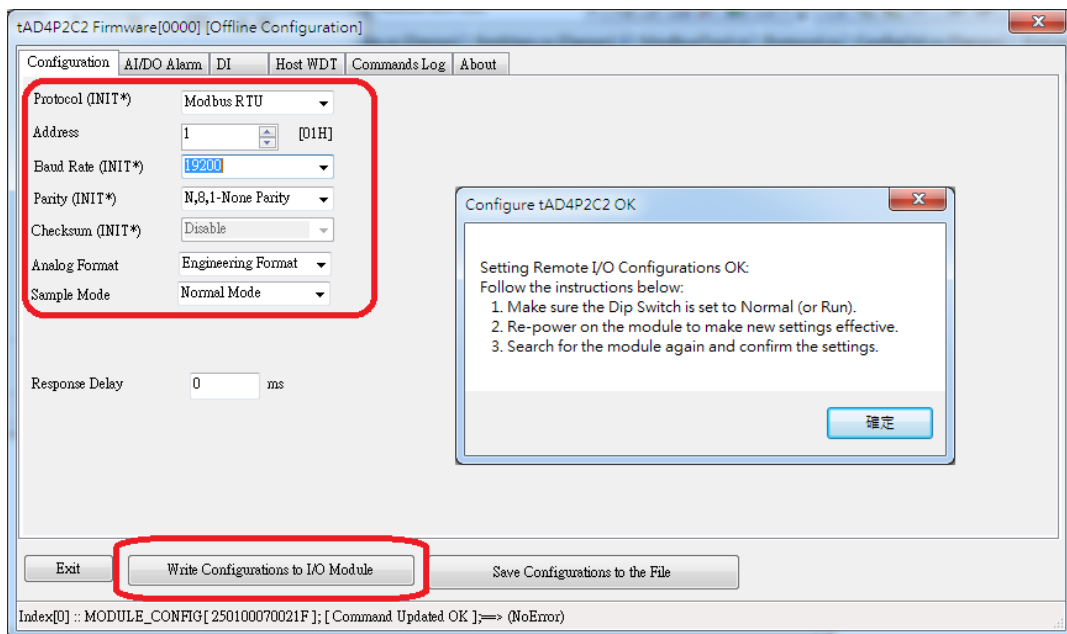 tAD4P2C2 Firmware[0000] [Offline Configuration]
Configuration AI/DO Alarm DI Host WDT Commands Log About
Protocol (INIT*) Modbus RTU
Address 1 [01H]
Baud Rate (INIT*) 19200
Parity (INIT*) N,8,1-None Parity
Checksum (INIT*) Disable
Analog Format Engineering Format
Sample Mode Normal Mode
Response Delay 0 ms
Configure tAD4P2C2 OK
Setting Remote I/O Configurations OK:
Follow the instructions below:
1. Make sure the Dip Switch is set to Normal (or Run).
2. Re-power on the module to make new settings effective.
3. Search for the module again and confirm the settings.
確定
Exit Write Configurations to I/O Module Save Configurations to the File
Index[0] :: MODULE_CONFIG[ 250100070021F ]; [ Command Updated OK ];==> (NoError)